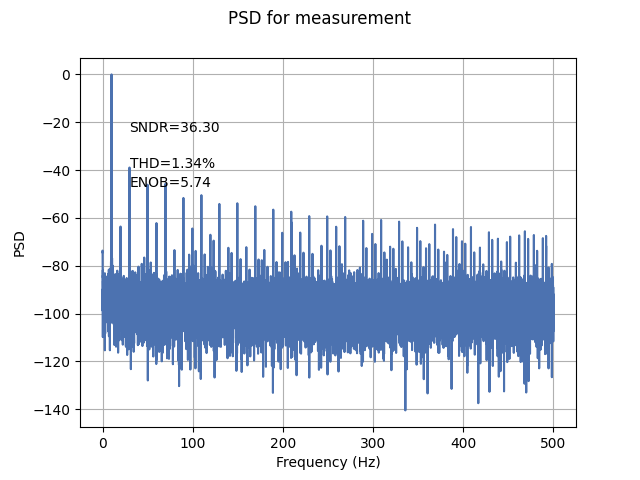 PSD for measurement
0
−20
−40
−60
−80
−100
−120
−140
PSD
SNDR=36.30
THD=1.34%
ENOB=5.74
0 100 200 300 400 500
Frequency (Hz)